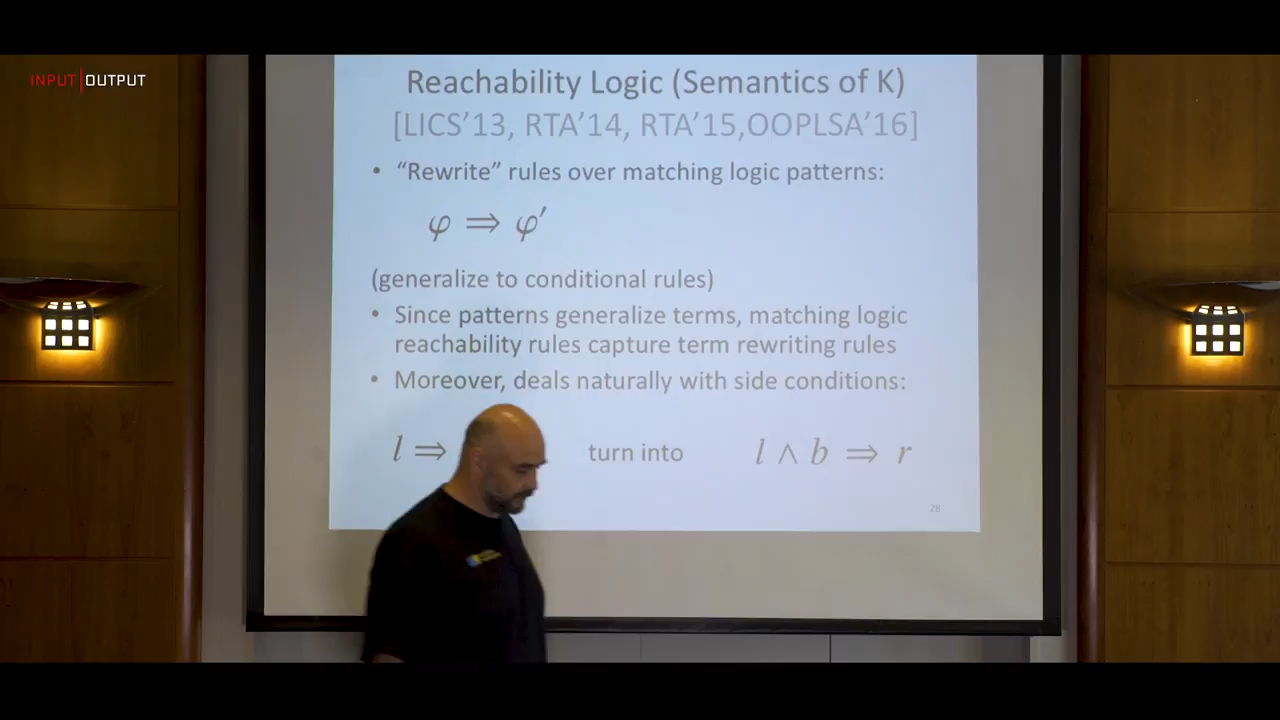 INPUT|OUTPUT
Reachability Logic (Semantics of K)
[LICS’13, RTA’14, RTA’15,OOPLSA’16]
• “Rewrite” rules over matching logic patterns:
φ ⇒ φ′
(generalize to conditional rules)
• Since patterns generalize terms, matching logic
reachability rules capture term rewriting rules
• Moreover, deals naturally with side conditions:
l ⇒ turn into l ∧ b ⇒ r
28